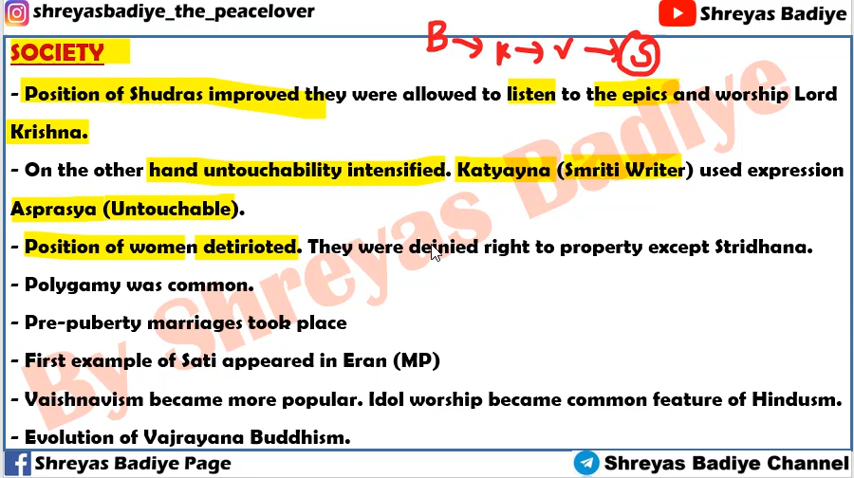 shreyasbadiye_the_peacelover
Shreyas Badiye
B → K → V → S
SOCIETY
- Position of Shudras improved they were allowed to listen to the epics and worship Lord
Krishna.
- On the other hand untouchability intensified. Katyayna (Smriti Writer) used expression
Asprasya (Untouchable).
- Position of women detirioted. They were deinied right to property except Stridhana.
- Polygamy was common.
- Pre-puberty marriages took place
- First example of Sati appeared in Eran (MP)
- Vaishnavism became more popular. Idol worship became common feature of Hindusm.
- Evolution of Vajrayana Buddhism.
By Shreyas Badiye
Shreyas Badiye Page
Shreyas Badiye Channel